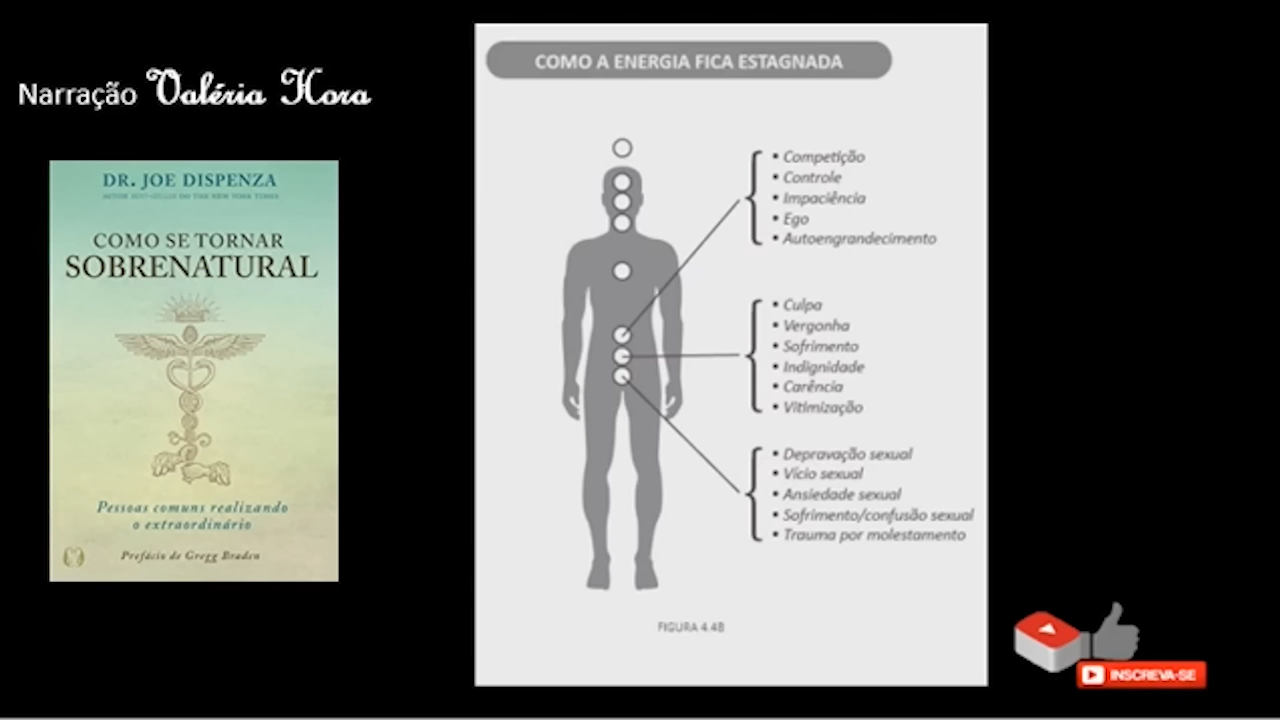 Narração Valéria Hora
DR. JOE DISPENZA
AUTOR BEST-SELLER DO THE NEW YORK TIMES
COMO SE TORNAR
SOBRENATURAL
Pessoas comuns realizando
o extraordinário
Prefácio de Gregg Braden
COMO A ENERGIA FICA ESTAGNADA
▪ Competição
▪ Controle
▪ Impaciência
▪ Ego
▪ Autoengrandecimento
▪ Culpa
▪ Vergonha
▪ Sofrimento
▪ Indignidade
▪ Carência
▪ Vitimização
▪ Depravação sexual
▪ Vício sexual
▪ Ansiedade sexual
▪ Sofrimento/confusão sexual
▪ Trauma por molestamento
FIGURA 4.4B
INSCREVA-SE